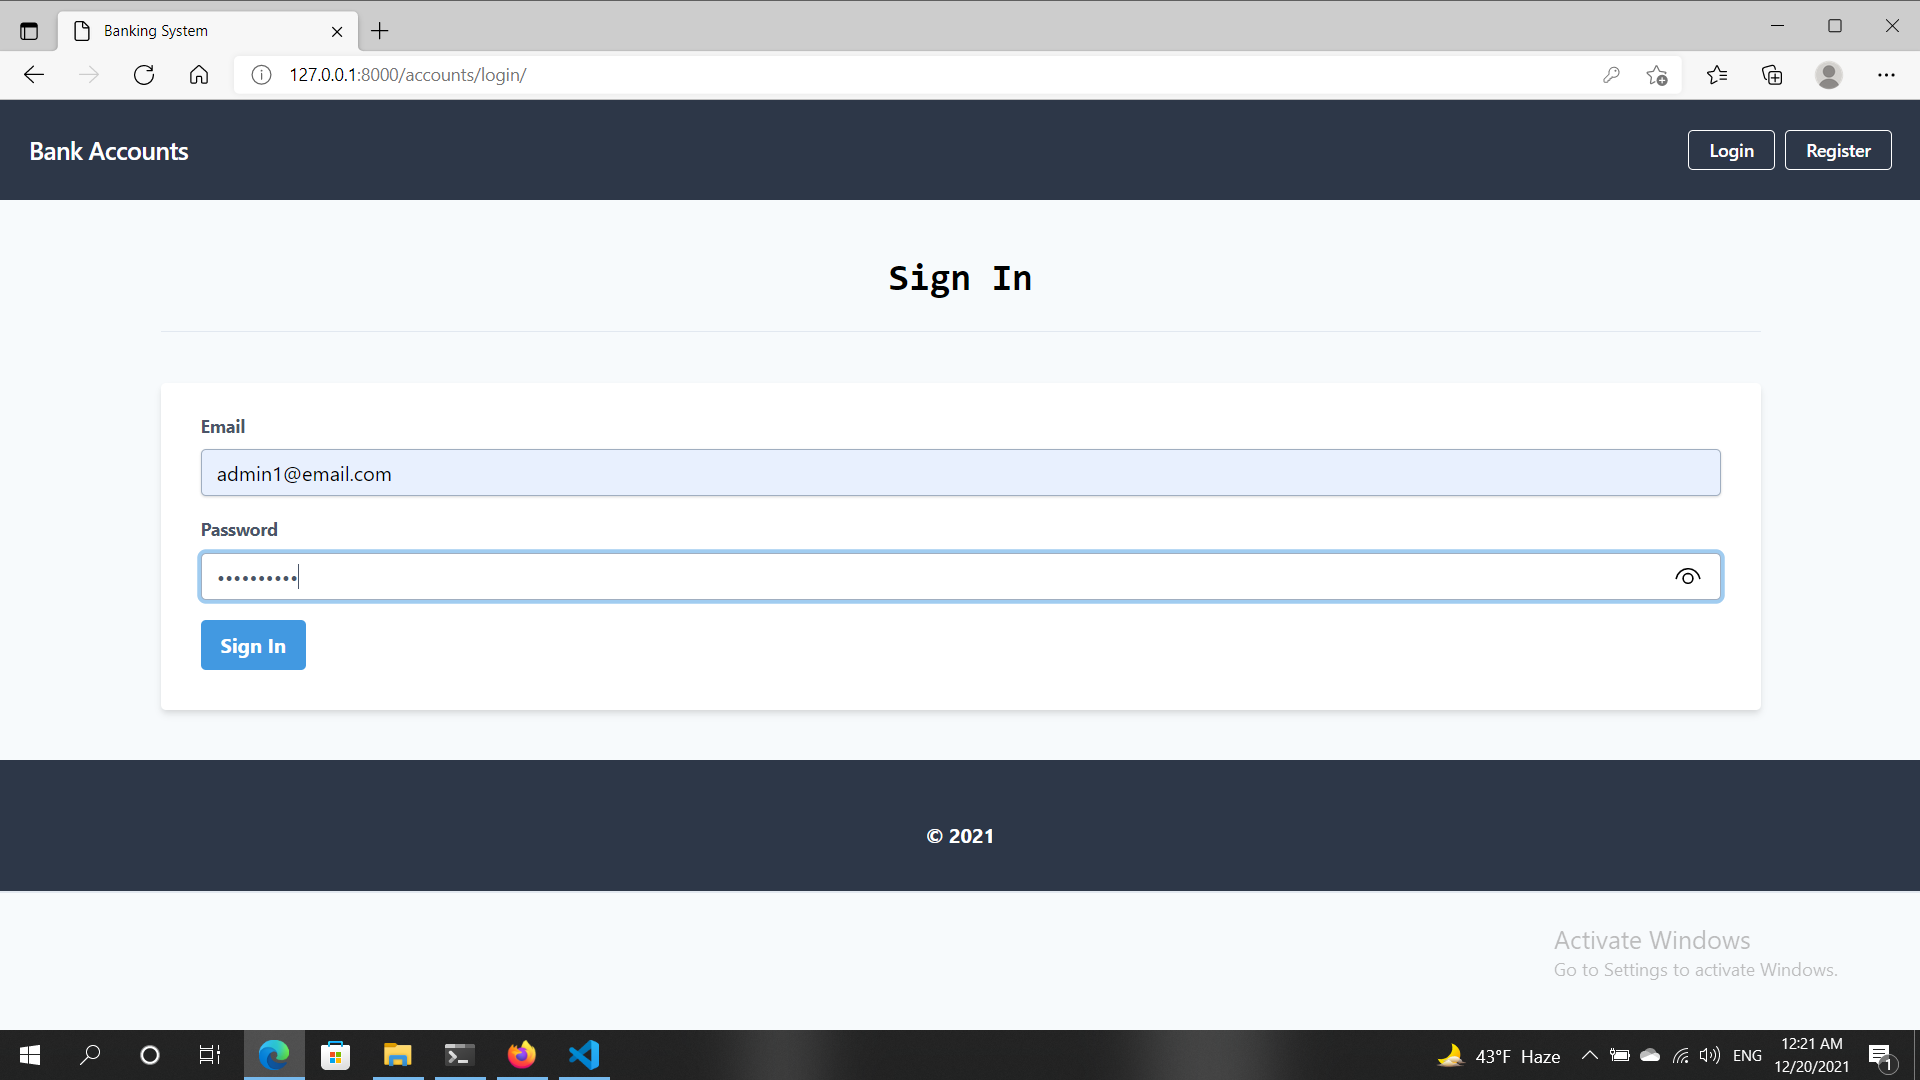 Banking System
127.0.0.1:8000/accounts/login/
Bank Accounts
Login
Register
Sign In
Email
admin1@email.com
Password
••••••••••
Sign In
© 2021
Activate Windows
Go to Settings to activate Windows.
43°F Haze
ENG
12:21 AM
12/20/2021
1